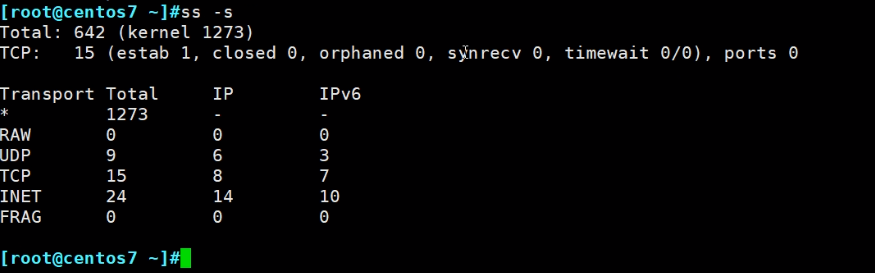 [root@centos7 ~]#ss -s
Total: 642 (kernel 1273)
TCP:   15 (estab 1, closed 0, orphaned 0, synrecv 0, timewait 0/0), ports 0

Transport Total     IP        IPv6
*         1273      -         -
RAW       0         0         0
UDP       9         6         3
TCP       15        8         7
INET      24        14        10
FRAG      0         0         0

[root@centos7 ~]#